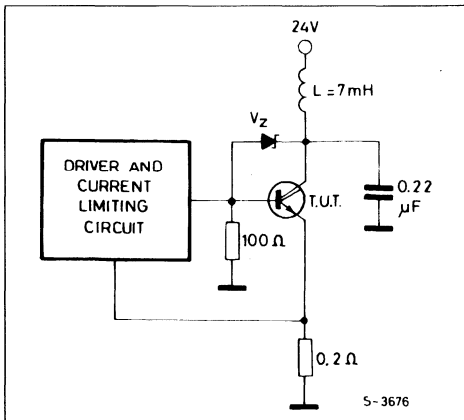 24V
L = 7mH
VZ
DRIVER AND
CURRENT
LIMITING
CIRCUIT
T.U.T.
0.22
µF
100 Ω
0.2 Ω
S-3676